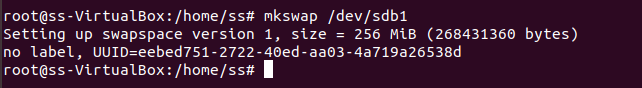 root@ss-VirtualBox:/home/ss# mkswap /dev/sdb1
Setting up swapspace version 1, size = 256 MiB (268431360 bytes)
no label, UUID=eebed751-2722-40ed-aa03-4a719a26538d
root@ss-VirtualBox:/home/ss#